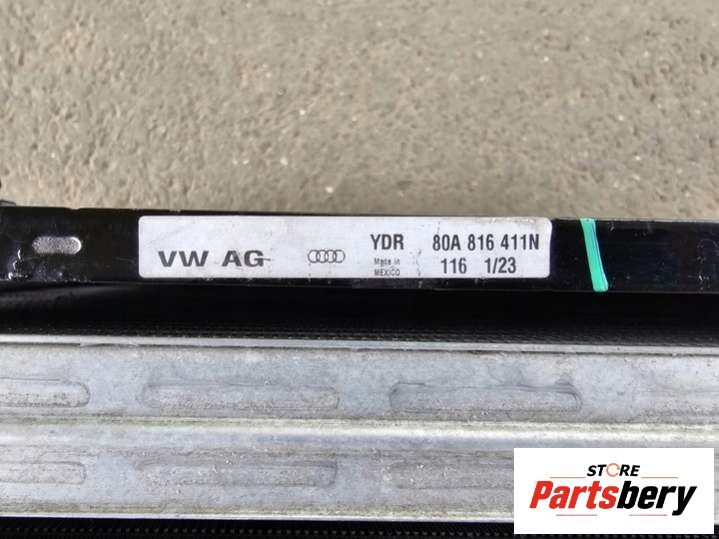 VW AG YDR 80A 816 411N
Made in
MEXICO 116 1/23
STORE
Partsbery